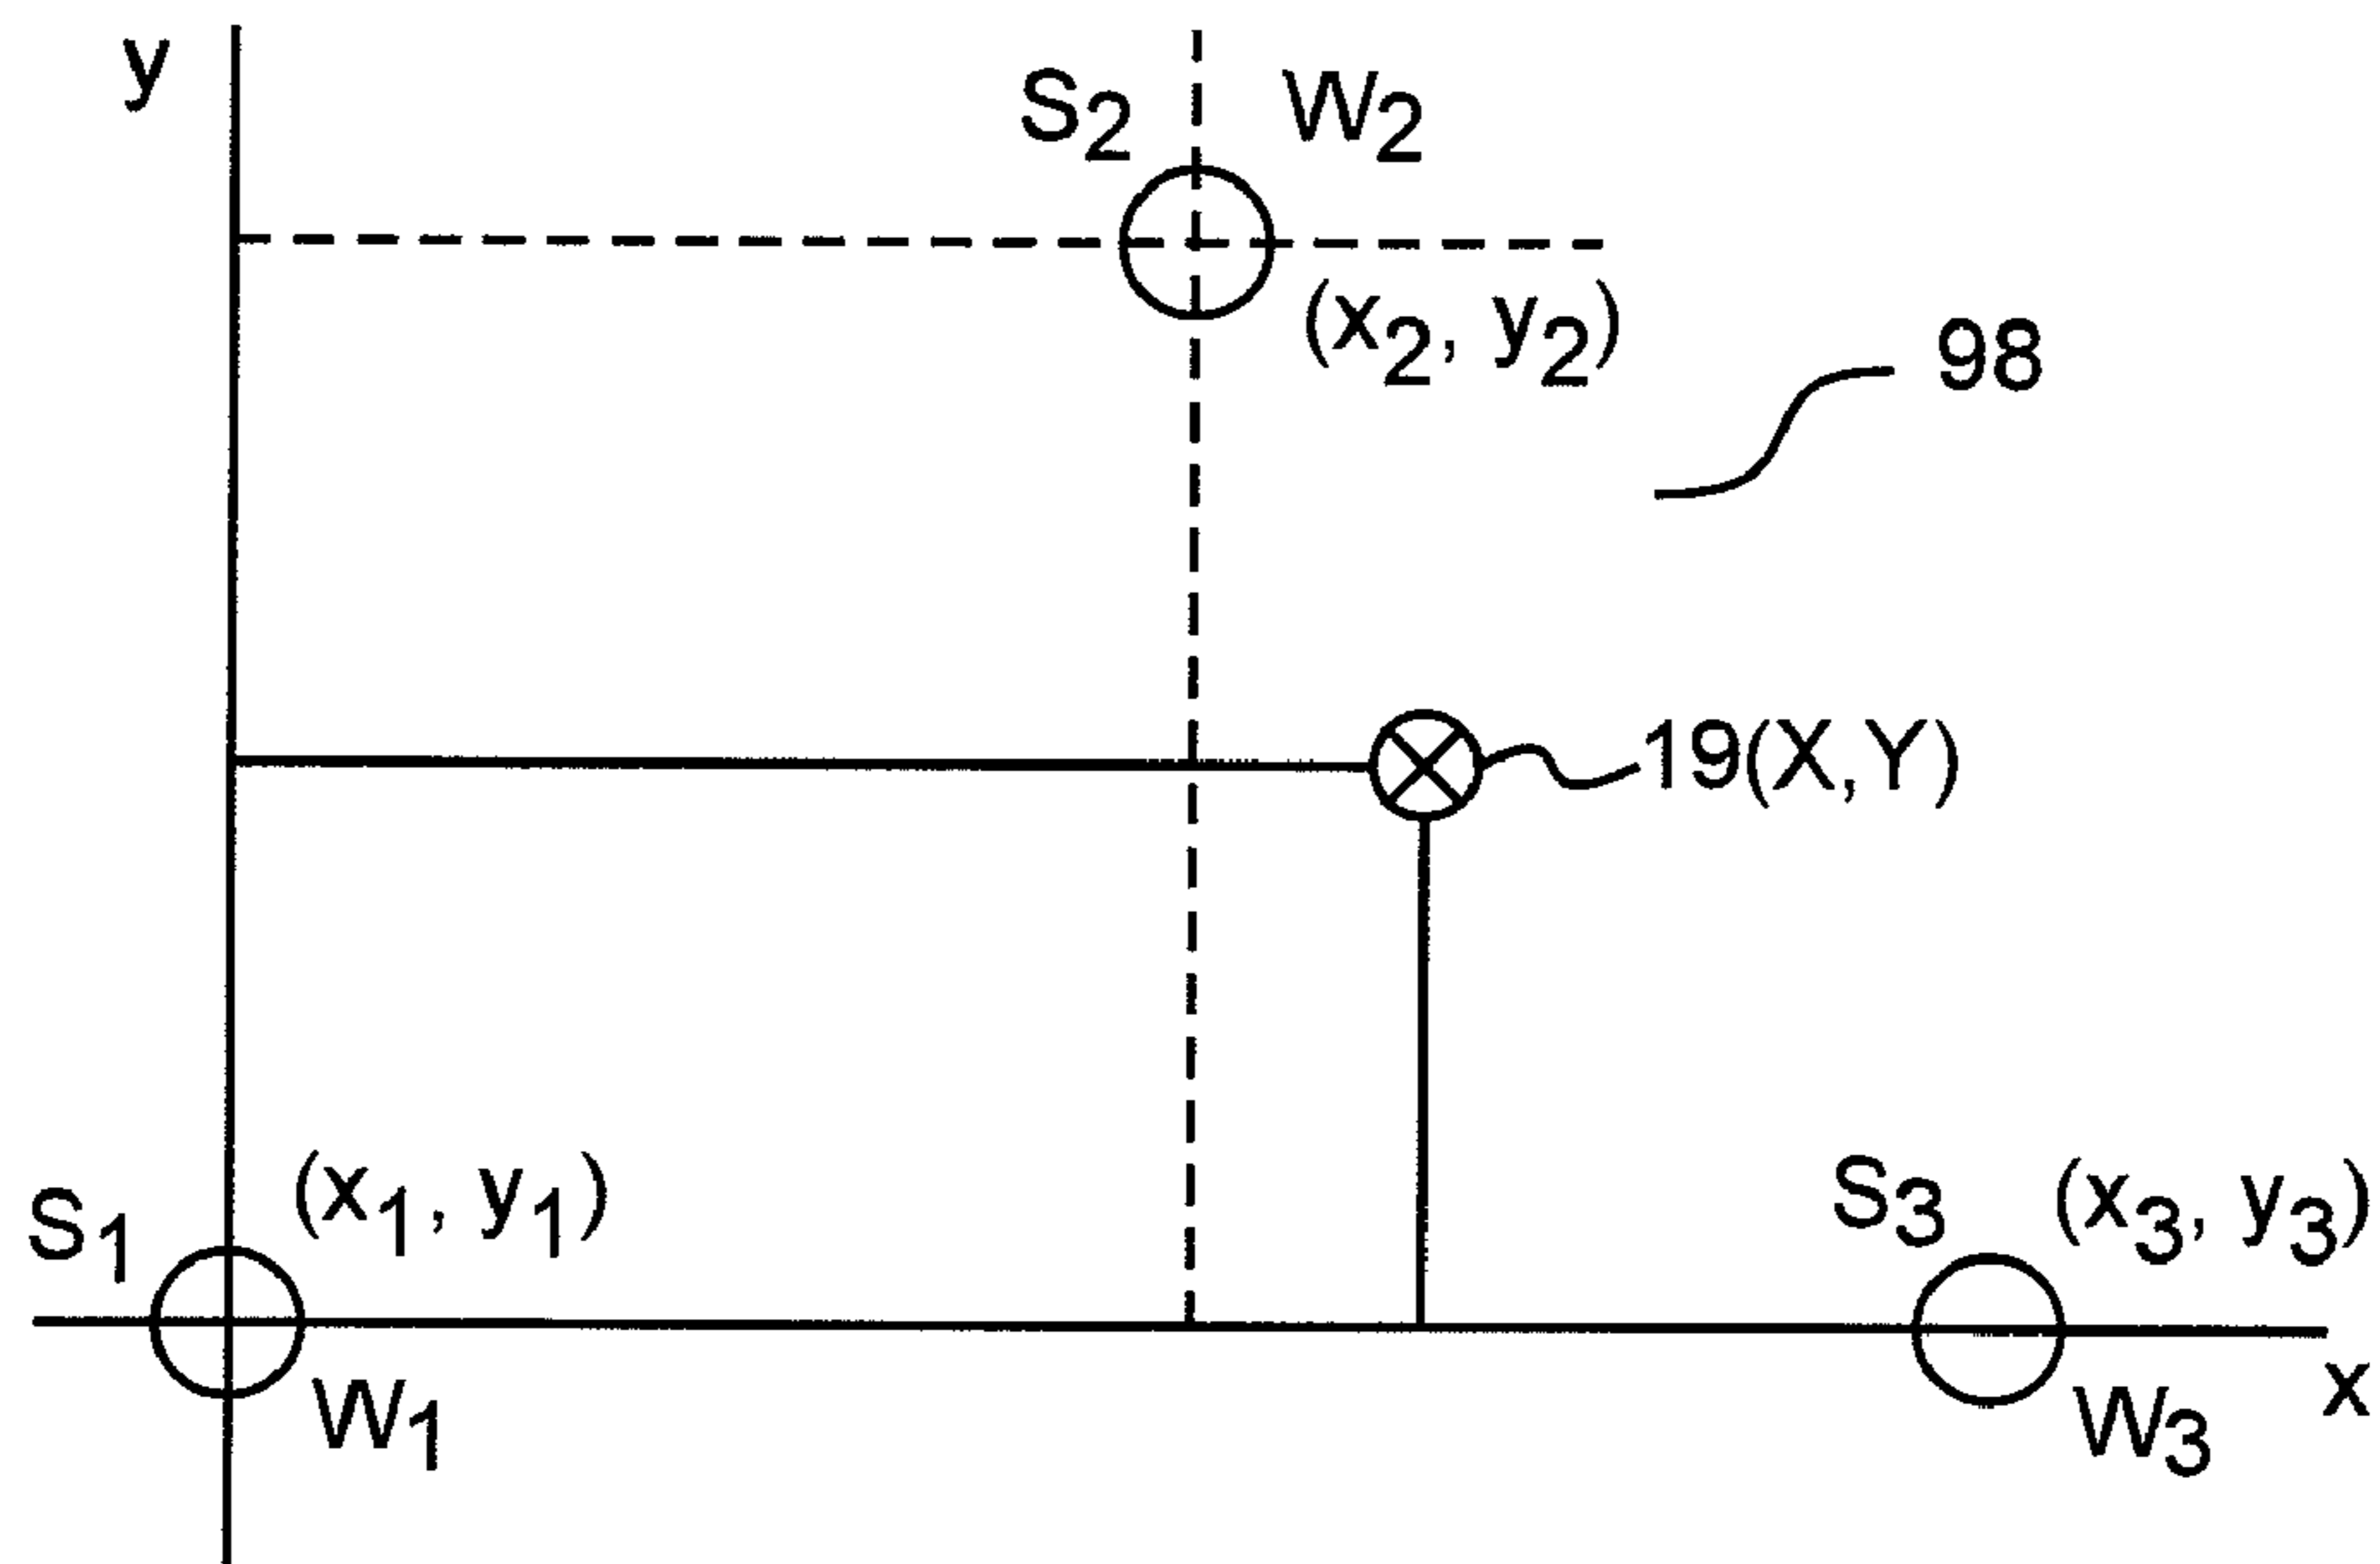 y
S2 W2
(x2, y2)
98
19(X,Y)
S1 (x1, y1)
W1
S3 (x3, y3)
W3
x